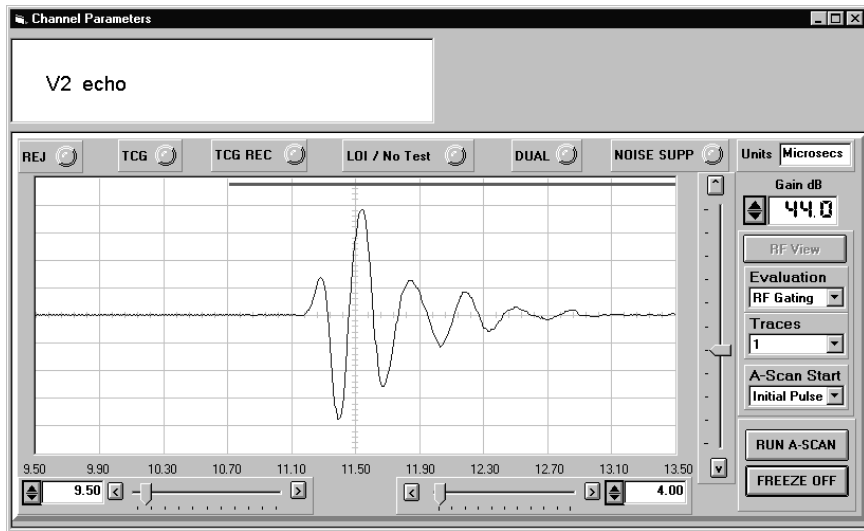 Channel Parameters
V2 echo
REJ TCG TCG REC LOI / No Test DUAL NOISE SUPP Units Microsecs
Gain dB
44.0
RF View
Evaluation
RF Gating
Traces
1
A-Scan Start
Initial Pulse
RUN A-SCAN
FREEZE OFF
9.50 9.90 10.30 10.70 11.10 11.50 11.90 12.30 12.70 13.10 13.50
9.50 4.00